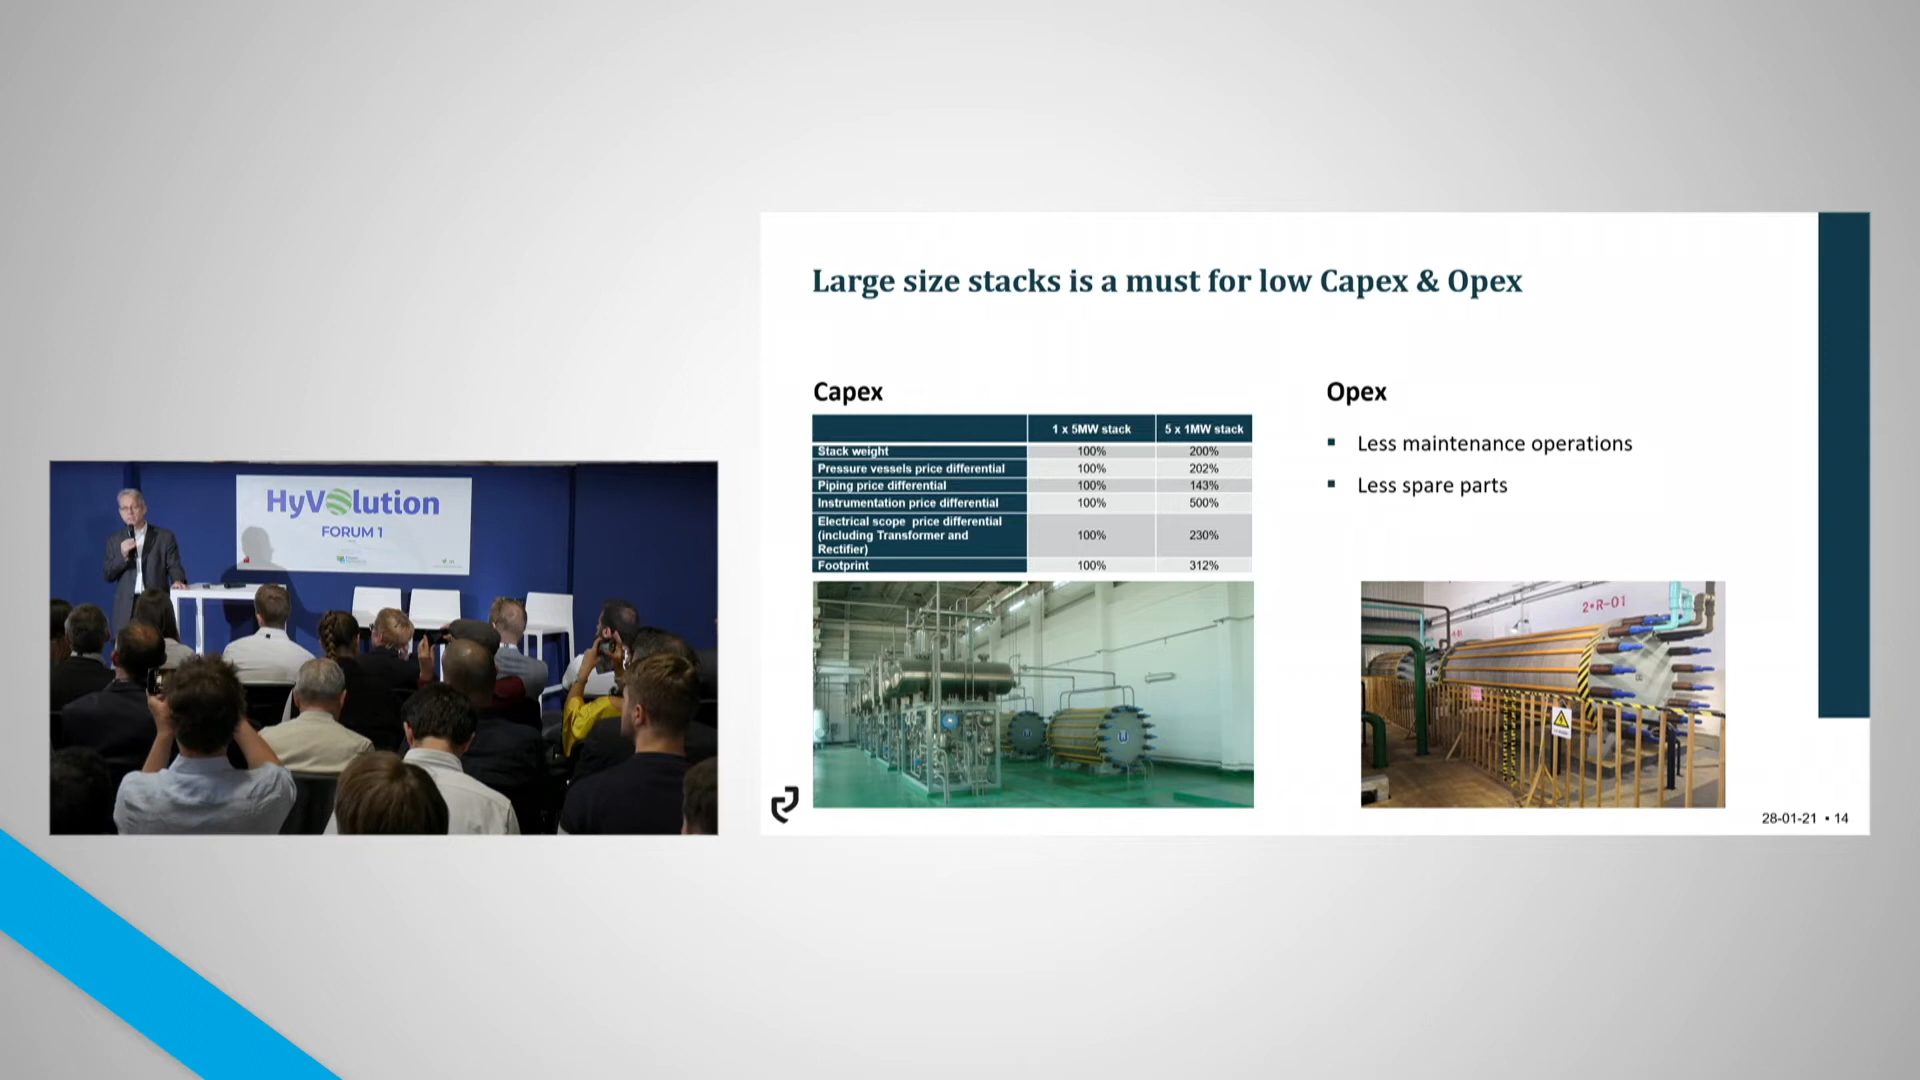 HyVolution
FORUM 1
Large size stacks is a must for low Capex & Opex
Capex
1 x 5MW stack 5 x 1MW stack
Stack weight 100% 200%
Pressure vessels price differential 100% 202%
Piping price differential 100% 143%
Instrumentation price differential 100% 500%
Electrical scope price differential
(including Transformer and 100% 230%
Rectifier)
Footprint 100% 312%
Opex
▪ Less maintenance operations
▪ Less spare parts
2•R-01
28-01-21 • 14